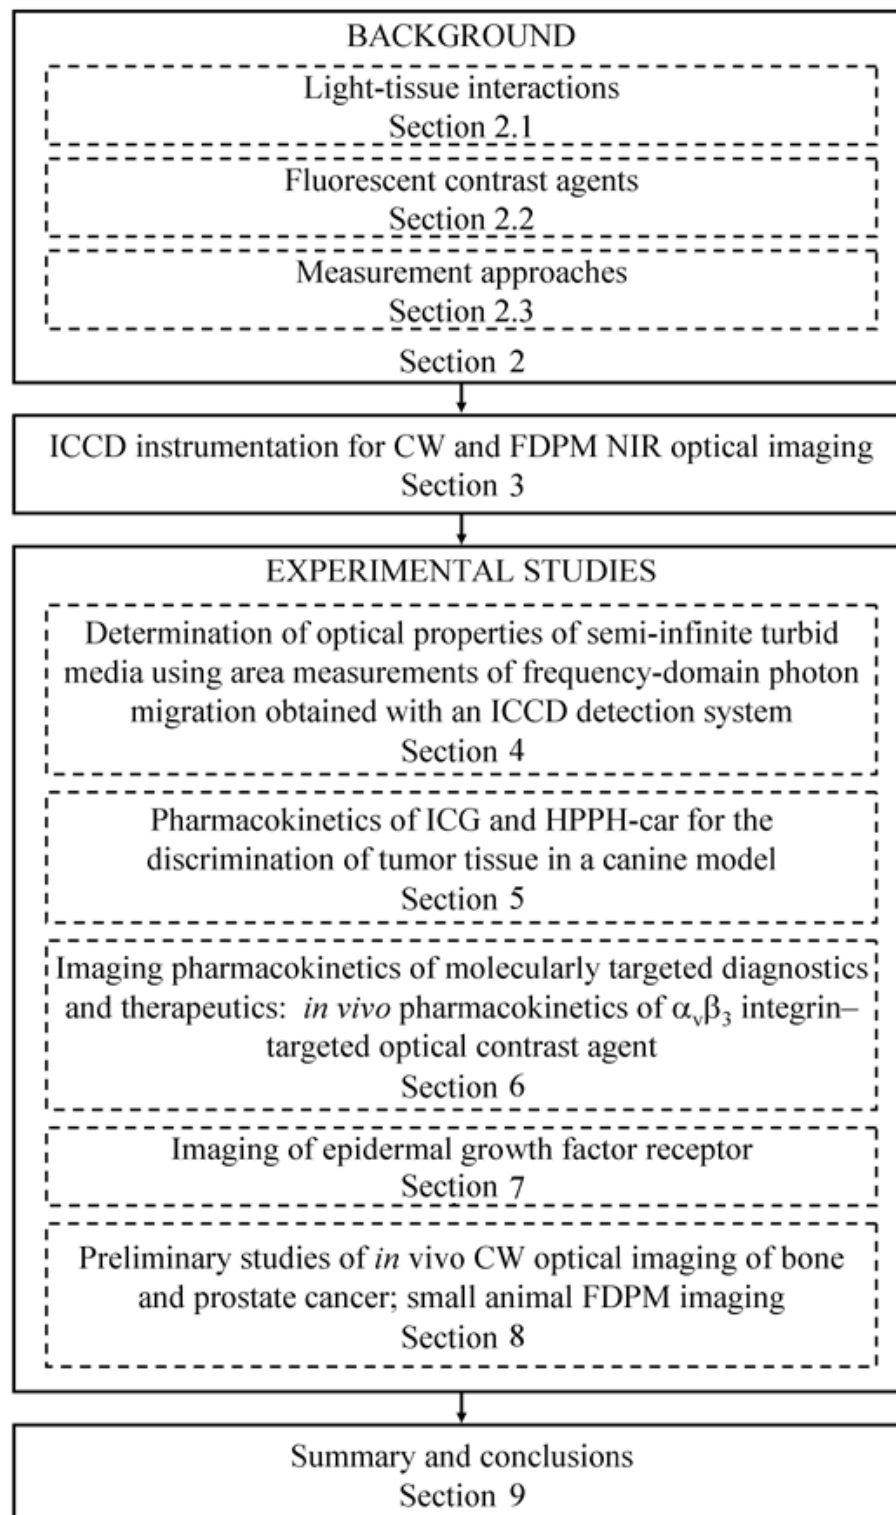 BACKGROUND
Light-tissue interactions
Section 2.1
Fluorescent contrast agents
Section 2.2
Measurement approaches
Section 2.3
Section 2
ICCD instrumentation for CW and FDPM NIR optical imaging
Section 3
EXPERIMENTAL STUDIES
Determination of optical properties of semi-infinite turbid
media using area measurements of frequency-domain photon
migration obtained with an ICCD detection system
Section 4
Pharmacokinetics of ICG and HPPH-car for the
discrimination of tumor tissue in a canine model
Section 5
Imaging pharmacokinetics of molecularly targeted diagnostics
and therapeutics: in vivo pharmacokinetics of αvβ3 integrin–
targeted optical contrast agent
Section 6
Imaging of epidermal growth factor receptor
Section 7
Preliminary studies of in vivo CW optical imaging of bone
and prostate cancer; small animal FDPM imaging
Section 8
Summary and conclusions
Section 9